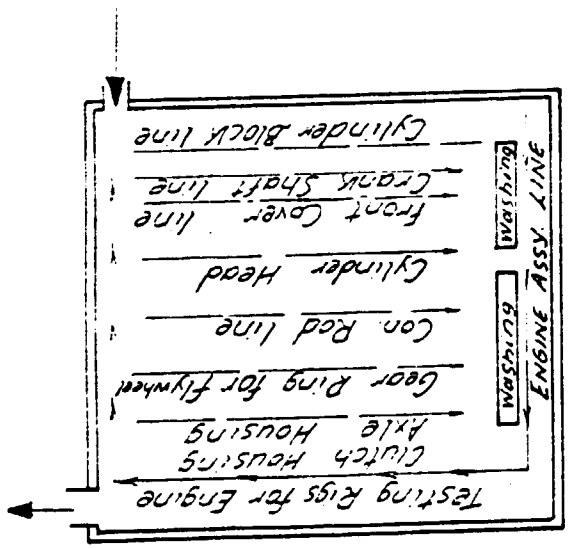 Testing Rigs for Engine
Clutch Housing
Axle Housing
Gear Ring for flywheel
Con. Rod line
Cylinder Head
Front Cover line
Crank Shaft line
Cylinder Block line
Washing
Washing
ENGINE ASSY. LINE